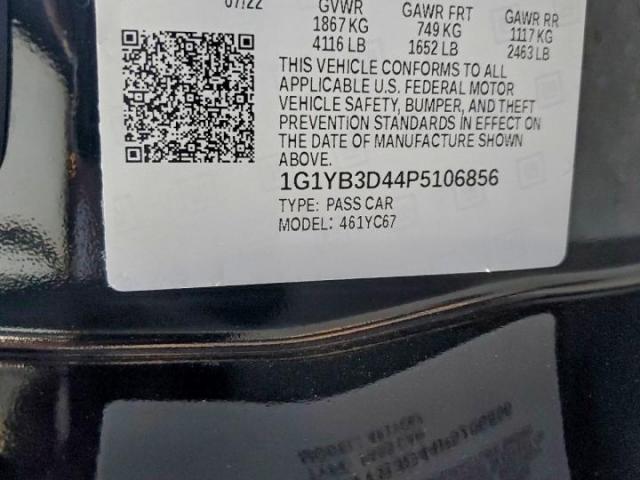 07/22
GVWR GAWR FRT GAWR RR
1867 KG 749 KG 1117 KG
4116 LB 1652 LB 2463 LB
THIS VEHICLE CONFORMS TO ALL
APPLICABLE U.S. FEDERAL MOTOR
VEHICLE SAFETY, BUMPER, AND THEFT
PREVENTION STANDARDS IN EFFECT ON
THE DATE OF MANUFACTURE SHOWN
ABOVE.
1G1YB3D44P5106856
TYPE: PASS CAR
MODEL: 461YC67